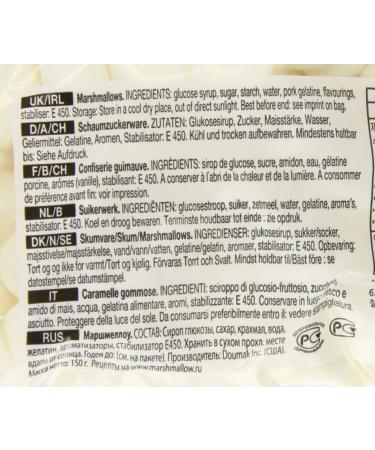 UK/IRL Marshmallows. INGREDIENTS: glucose syrup, sugar, starch, water, pork gelatine, flavourings,
stabiliser: E 450. Storage: Store in a cool dry place, out of direct sunlight. Best before end: see imprint on bag.
D/A/CH Schaumzuckerware. ZUTATEN: Glukosesirup, Zucker, Maisstärke, Wasser,
Geliermittel: Gelatine, Aromen, Stabilisator: E 450. Kühl und trocken aufbewahren. Mindestens haltbar
bis: Siehe Aufdruck.
F/B/CH Confiserie guimauve. Ingrédients: sirop de glucose, sucre, amidon, eau, gélatine
porcine, arômes (vanille), stabilisant: E 450. A conserver à l'abri de la chaleur et de la lumière. A consommer
de préférence avant fin: voir impression.
NL/B Suikerwerk. INGREDIËNTEN: glucosestroop, suiker, zetmeel, water, gelatine, aroma's,
stabilisator: E 450. Koel en droog bewaren. Tenminste houdbaar tot einde : zie opdruk.
DK/N/SE Skumvare/Skum/Marshmallows. INGREDIENSER: glukosesirup, sukker/socker,
majsstivelse/maisstärkelse, vand/vann/vatten, gelatine/gelatin, aromaer, stabilisator: E 450. Opbevaring:
Tørt og og ikke for varmt/Tørt og kjølig. Förvaras Torrt och Svalt. Mindst holdbar til/Bäst före : se
datostempling.
IT Caramelle gommose. INGREDIENTI: sciroppo di glucosio-fruttosio, zucchero,
amido di mais, acqua, gelatina alimentare, aromi, stabilizzante: E 450. Conservare in luogo fresco e
asciutto. Proteggere della luce del sole. Da consumarsi preferibilmente entro fine: vedere stampigliatura.
RUS Маршмеллоу. СОСТАВ: Сироп глюкозы, сахар, крахмал, вода,
желатин, ароматизаторы, стабилизатор E450. Хранить в сухом прохл. месте
вдали от солнца. Годен до: (см. на пакете). Производитель: Doumak Inc. (США).
Масса нетто: 150 г. Рецепты на www.marshmallow.ru
РСТ